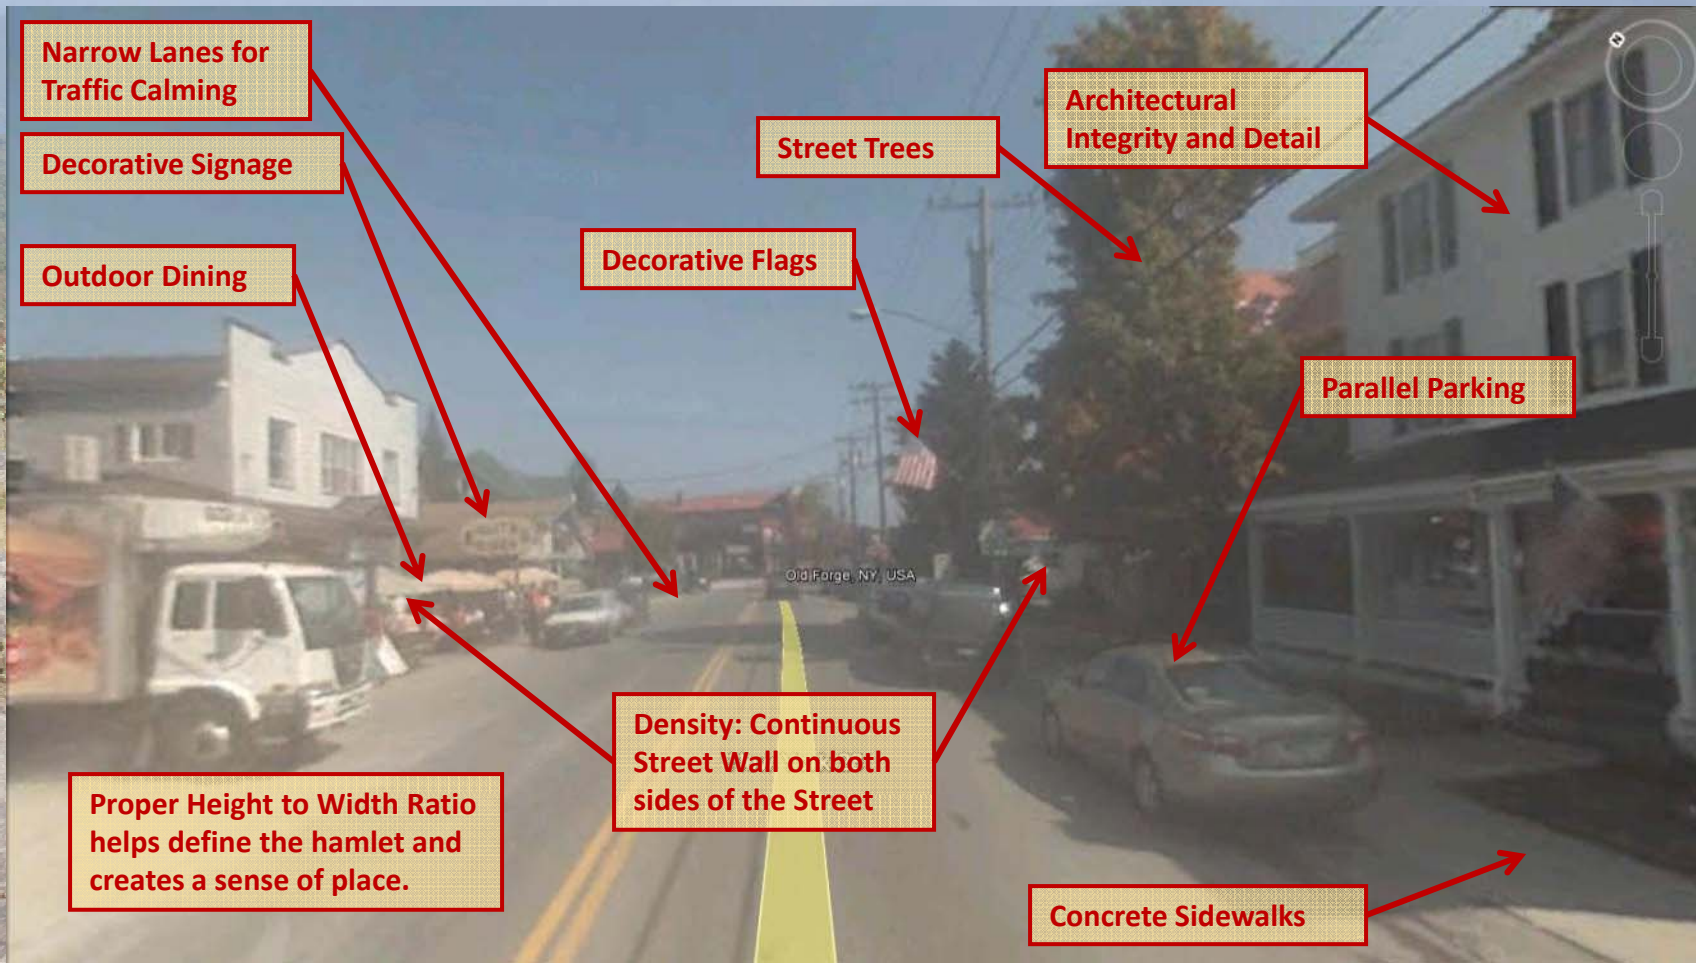 Narrow Lanes for
Traffic Calming
Decorative Signage
Outdoor Dining
Street Trees
Architectural
Integrity and Detail
Decorative Flags
Parallel Parking
Old Forge, NY, USA
Density: Continuous
Street Wall on both
sides of the Street
Proper Height to Width Ratio
helps define the hamlet and
creates a sense of place.
Concrete Sidewalks